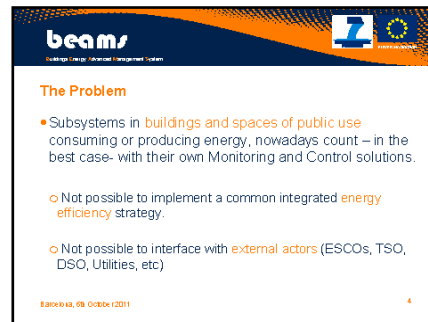 beams
Buildings Energy Advanced Management System
The Problem
Subsystems in buildings and spaces of public use
consuming or producing energy, nowadays count – in the
best case- with their own Monitoring and Control solutions.
Not possible to implement a common integrated energy
efficiency strategy.
Not possible to interface with external actors (ESCOs, TSO,
DSO, Utilities, etc)
Barcelona, 6th October 2011
4